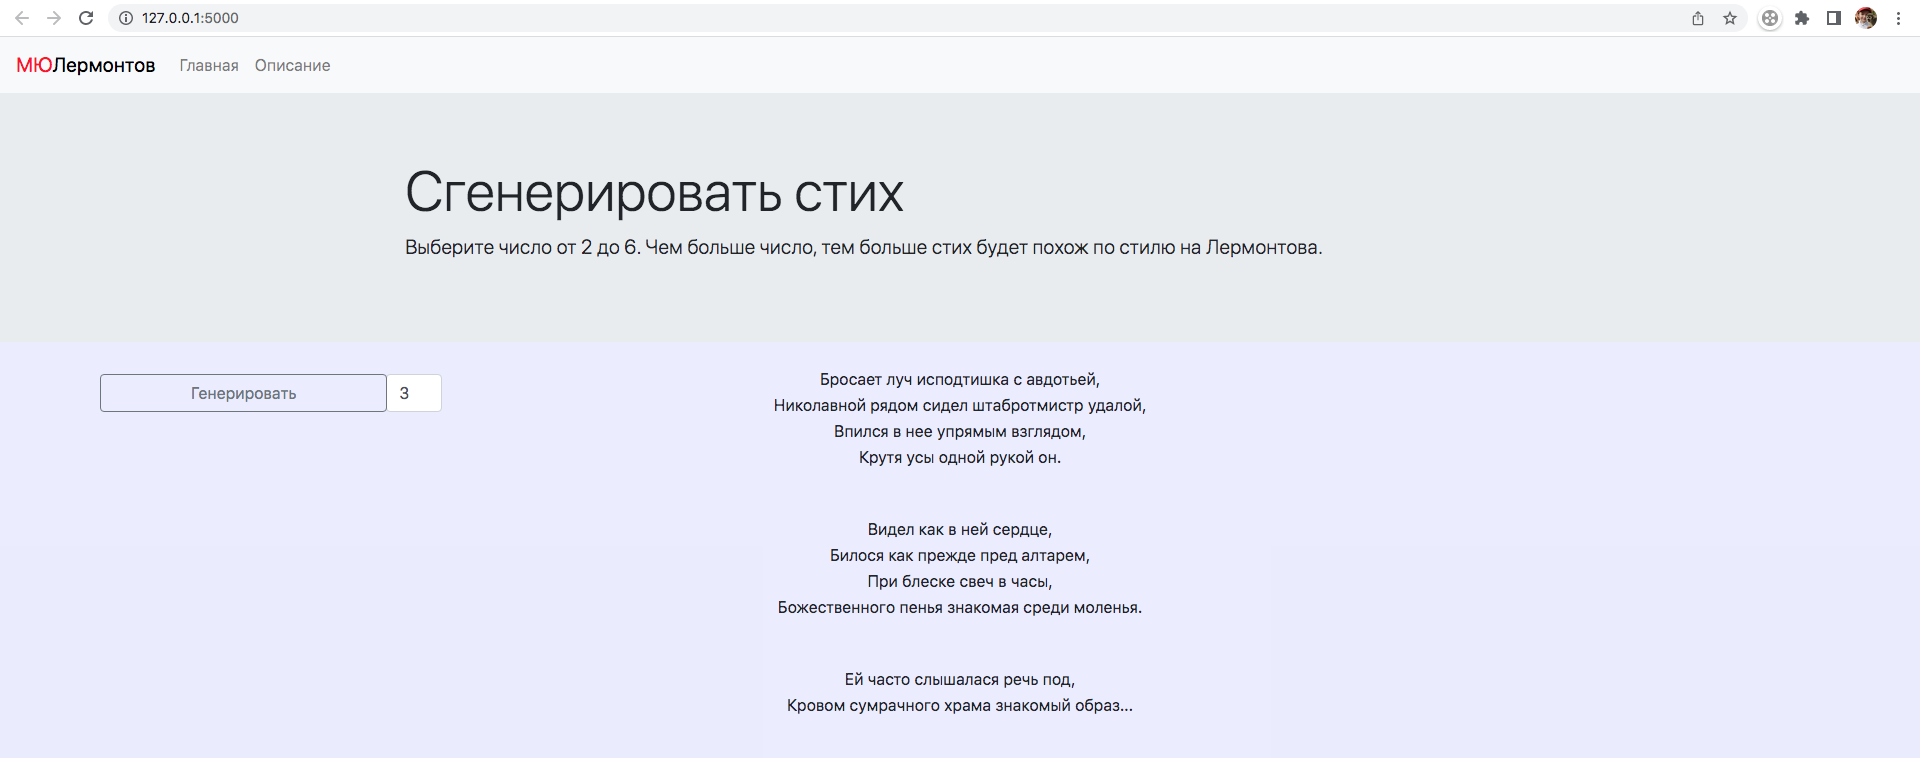 127.0.0.1:5000
МЮЛермонтов Главная Описание
Сгенерировать стих
Выберите число от 2 до 6. Чем больше число, тем больше стих будет похож по стилю на Лермонтова.
Генерировать 3
Бросает луч исподтишка с авдотьей,
Николавной рядом сидел штабротмистр удалой,
Впился в нее упрямым взглядом,
Крутя усы одной рукой он.
Видел как в ней сердце,
Билося как прежде пред алтарем,
При блеске свеч в часы,
Божественного пенья знакомая среди моленья.
Ей часто слышалася речь под,
Кровом сумрачного храма знакомый образ...